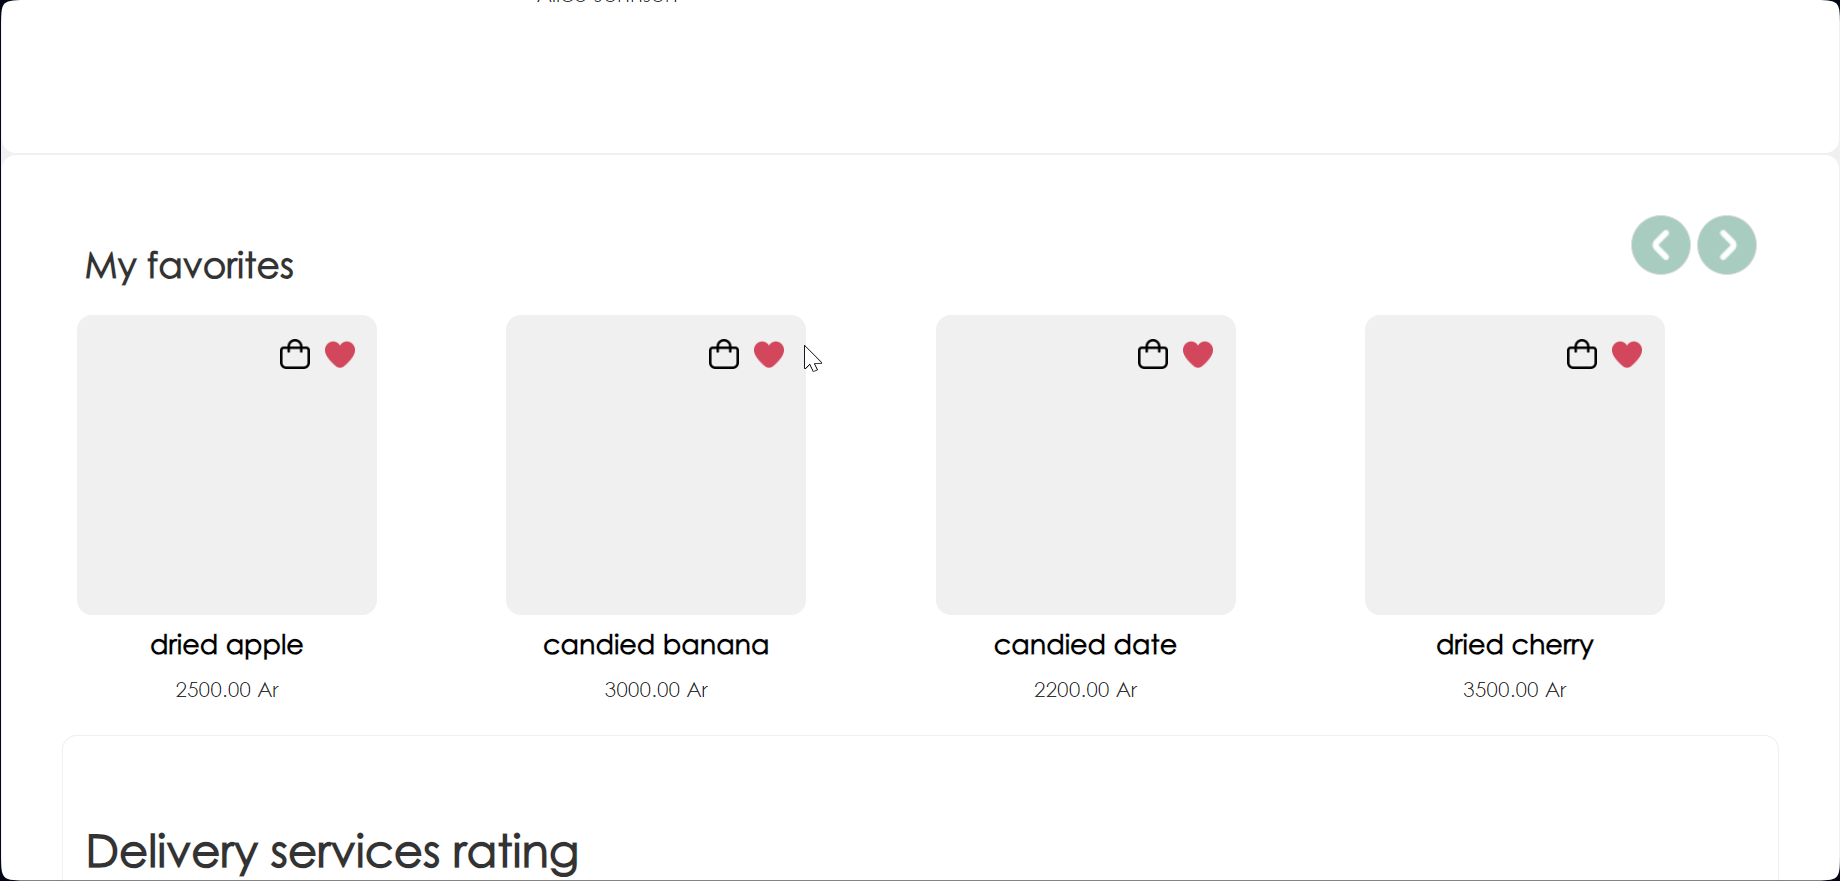 My favorites
dried apple
2500.00 Ar
candied banana
3000.00 Ar
candied date
2200.00 Ar
dried cherry
3500.00 Ar
Delivery services rating